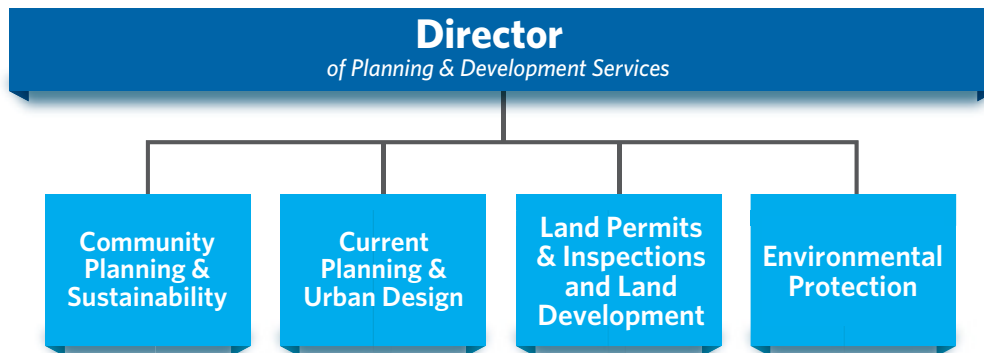 Director
of Planning & Development Services
Community
Planning &
Sustainability
Current
Planning &
Urban Design
Land Permits
& Inspections
and Land
Development
Environmental
Protection